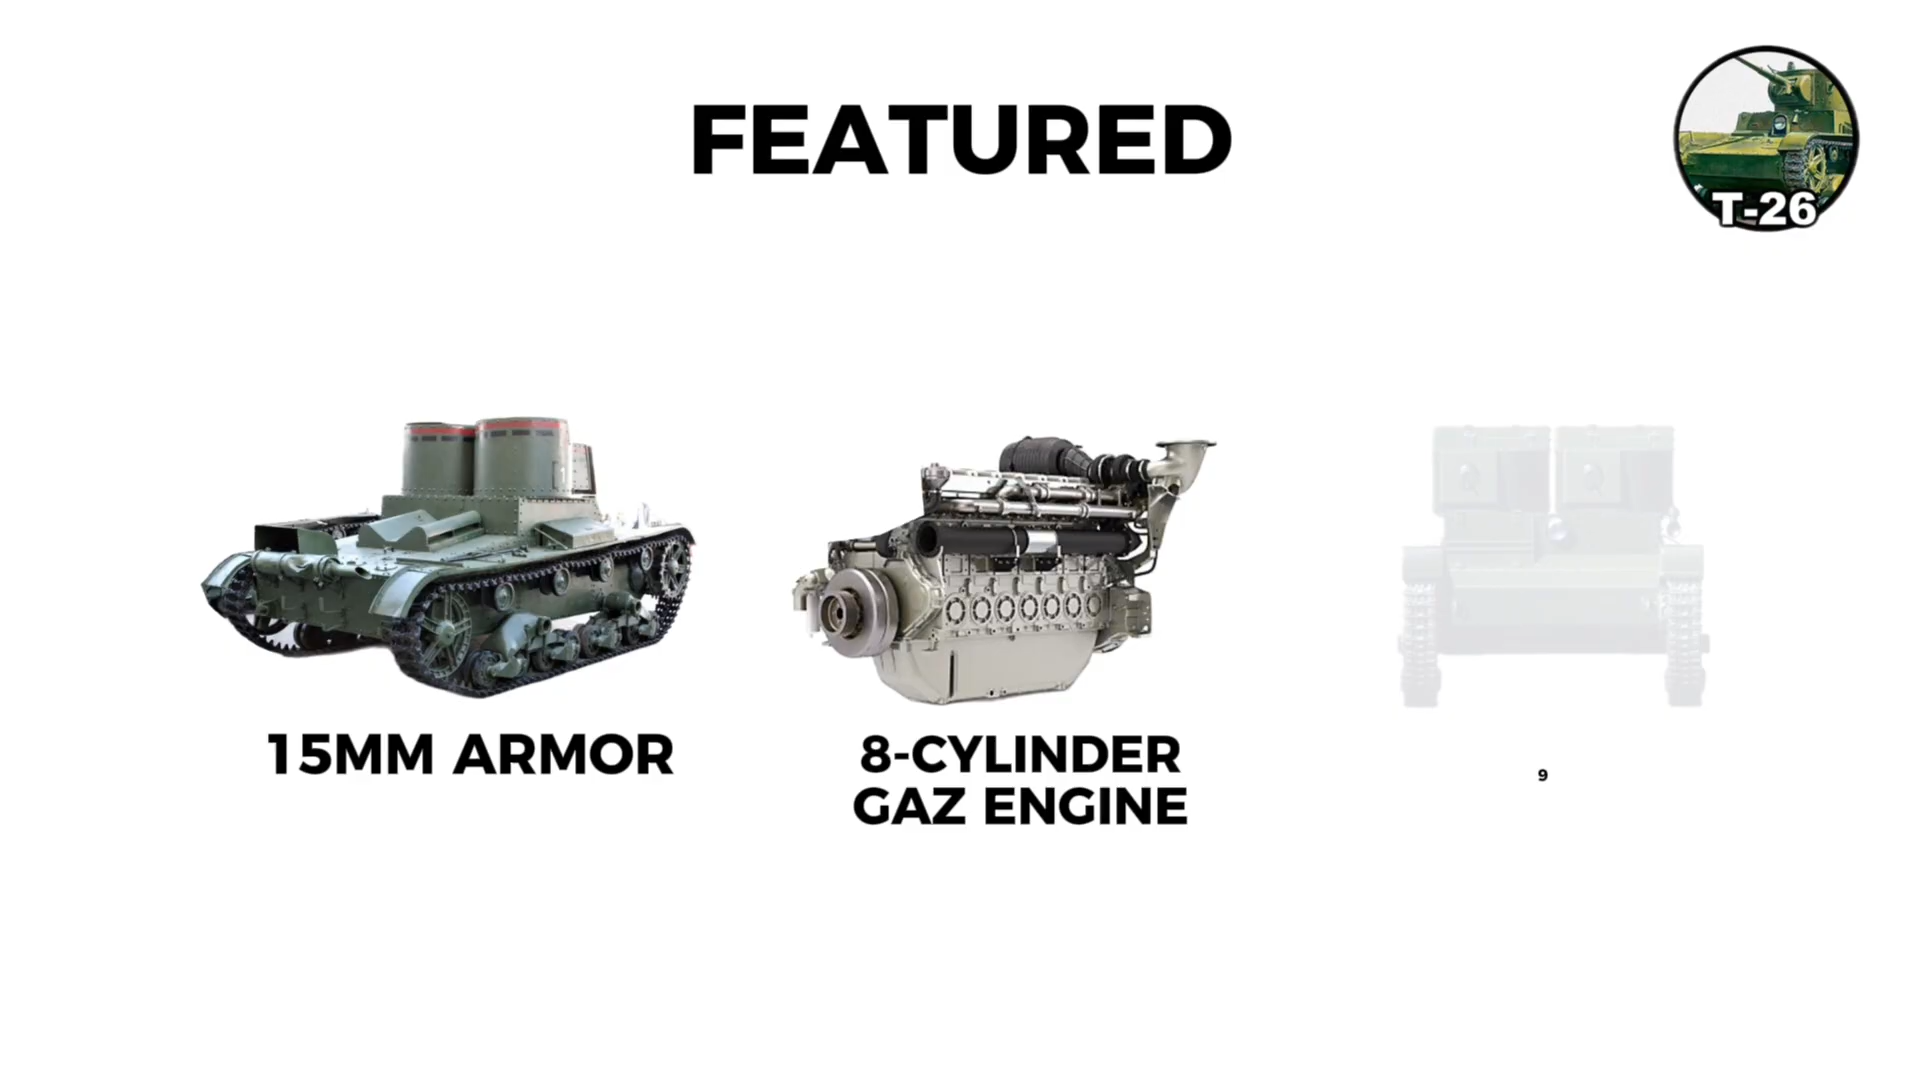 FEATURED
T-26
15MM ARMOR
8-CYLINDER
GAZ ENGINE
9